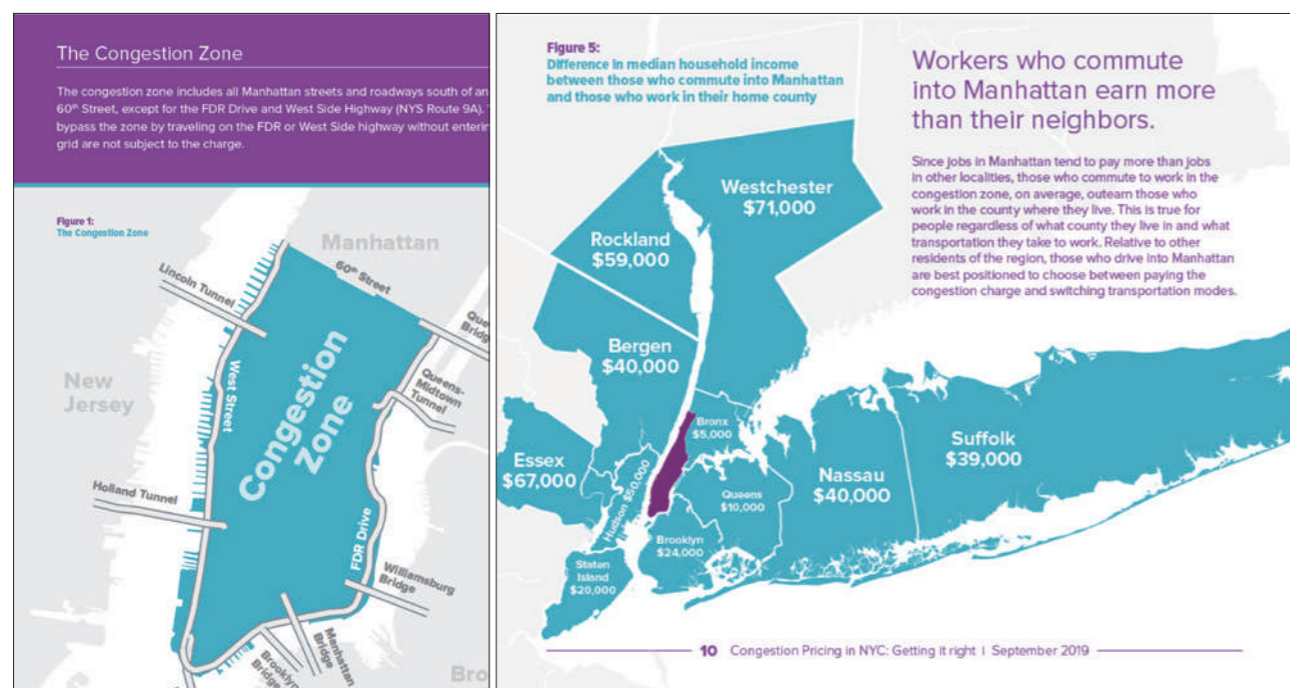 The Congestion Zone
The congestion zone includes all Manhattan streets and roadways south of an
60th Street, except for the FDR Drive and West Side Highway (NYS Route 9A).
bypass the zone by traveling on the FDR or West Side highway without enterin
grid are not subject to the charge.
Figure 1:
The Congestion Zone
Manhattan
60th Street
Lincoln Tunnel
New
Jersey
West Street
Congestion
Zone
Queens-
Midtown
Tunnel
Holland Tunnel
FDR Drive
Williamsburg
Bridge
Manhattan
Bridge
Brooklyn
Bridge
Bro
Figure 5:
Difference in median household income
between those who commute into Manhattan
and those who work in their home county
Workers who commute
into Manhattan earn more
than their neighbors.
Since jobs in Manhattan tend to pay more than jobs
in other localities, those who commute to work in the
congestion zone, on average, outearn those who
work in the county where they live. This is true for
people regardless of what county they live in and what
transportation they take to work. Relative to other
residents of the region, those who drive into Manhattan
are best positioned to choose between paying the
congestion charge and switching transportation modes.
Westchester
$71,000
Rockland
$59,000
Bergen
$40,000
Bronx
$5,000
Essex
$67,000
Hudson $50,000
Queens
$10,000
Nassau
$40,000
Suffolk
$39,000
Brooklyn
$24,000
Staten
Island
$20,000
10 Congestion Pricing in NYC: Getting it right | September 2019